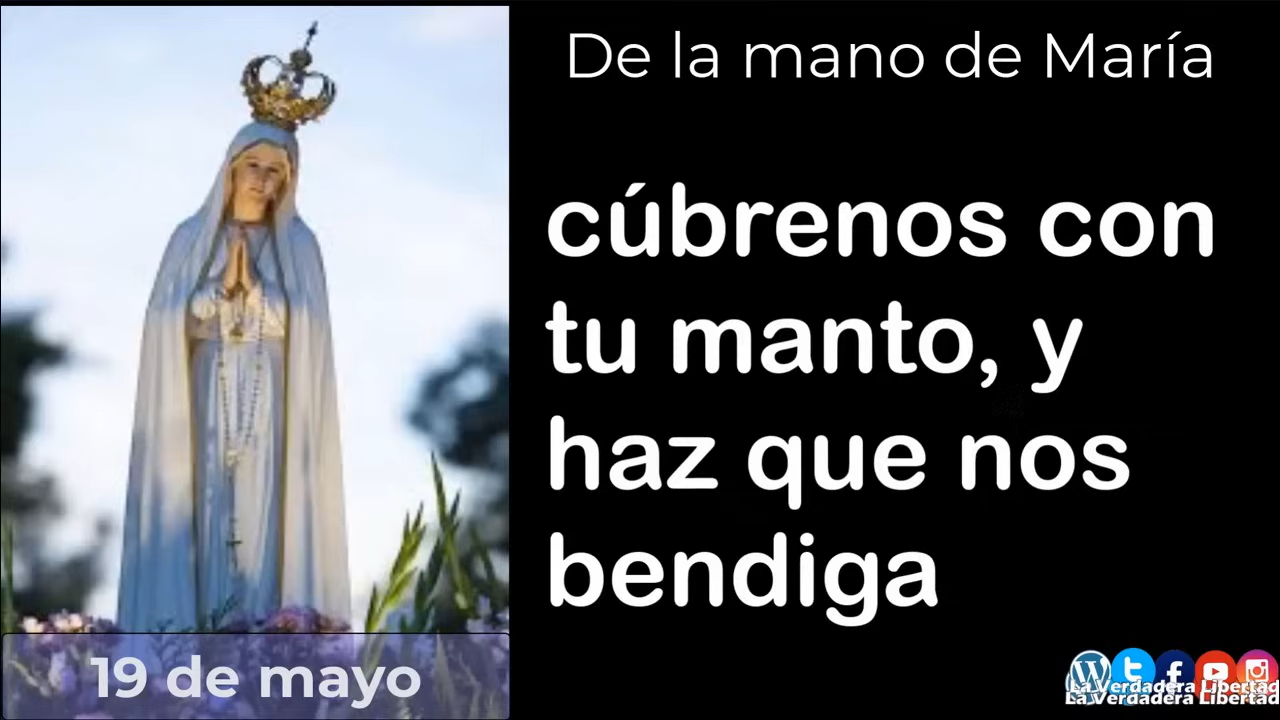 De la mano de María
cúbrenos con
tu manto, y
haz que nos
bendiga
19 de mayo
La Verdadera Libertad
La Verdadera Libertad